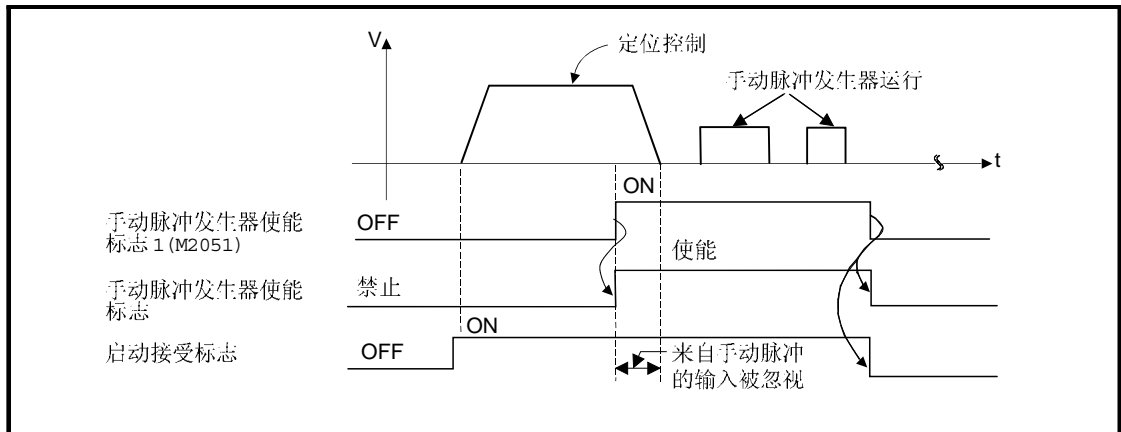 V
定位控制
手动脉冲发生器运行
t
ON
手动脉冲发生器使能
标志1(M2051)
OFF
使能
手动脉冲发生器使能
标志
禁止
ON
启动接受标志
OFF
来自手动脉冲
的输入被忽视